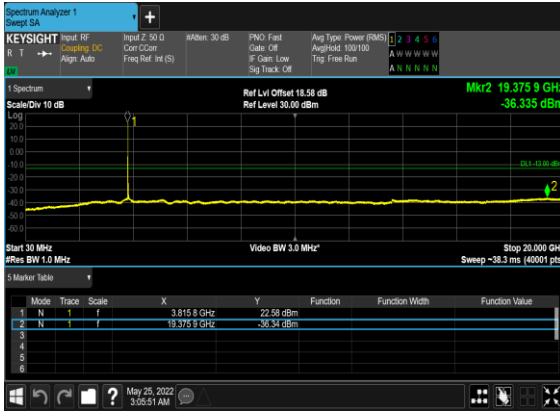 Spectrum Analyzer 1
Swept SA
+
KEYSIGHT
R T
Input: RF
Coupling: DC
Align: Auto
Input Z: 50 Ω
Corr CCorr
Freq Ref: Int (S)
#Atten: 30 dB
PNO: Fast
Gate: Off
IF Gain: Low
Sig Track: Off
Avg Type: Power (RMS)
Avg|Hold: 100/100
Trig: Free Run
1 2 3 4 5 6
A W W W W W
A N N N N N
1 Spectrum
Scale/Div 10 dB
Log
Ref Lvl Offset 18.58 dB
Ref Level 30.00 dBm
Mkr2 19.375 9 GHz
-36.335 dBm
20.0
10.0
0.00
-10.0
-20.0
-30.0
-40.0
-50.0
-60.0
1
DL1 -13.00 dBm
2
Start 30 MHz
#Res BW 1.0 MHz
Video BW 3.0 MHz*
Stop 20.000 GHz
Sweep ~38.3 ms (40001 pts)
5 Marker Table
Mode Trace Scale X Y Function Function Width Function Value
1 N 1 f 3.815 8 GHz 22.58 dBm
2 N 1 f 19.375 9 GHz -36.34 dBm
3
4
5
6
?
May 25, 2022
3:05:51 AM